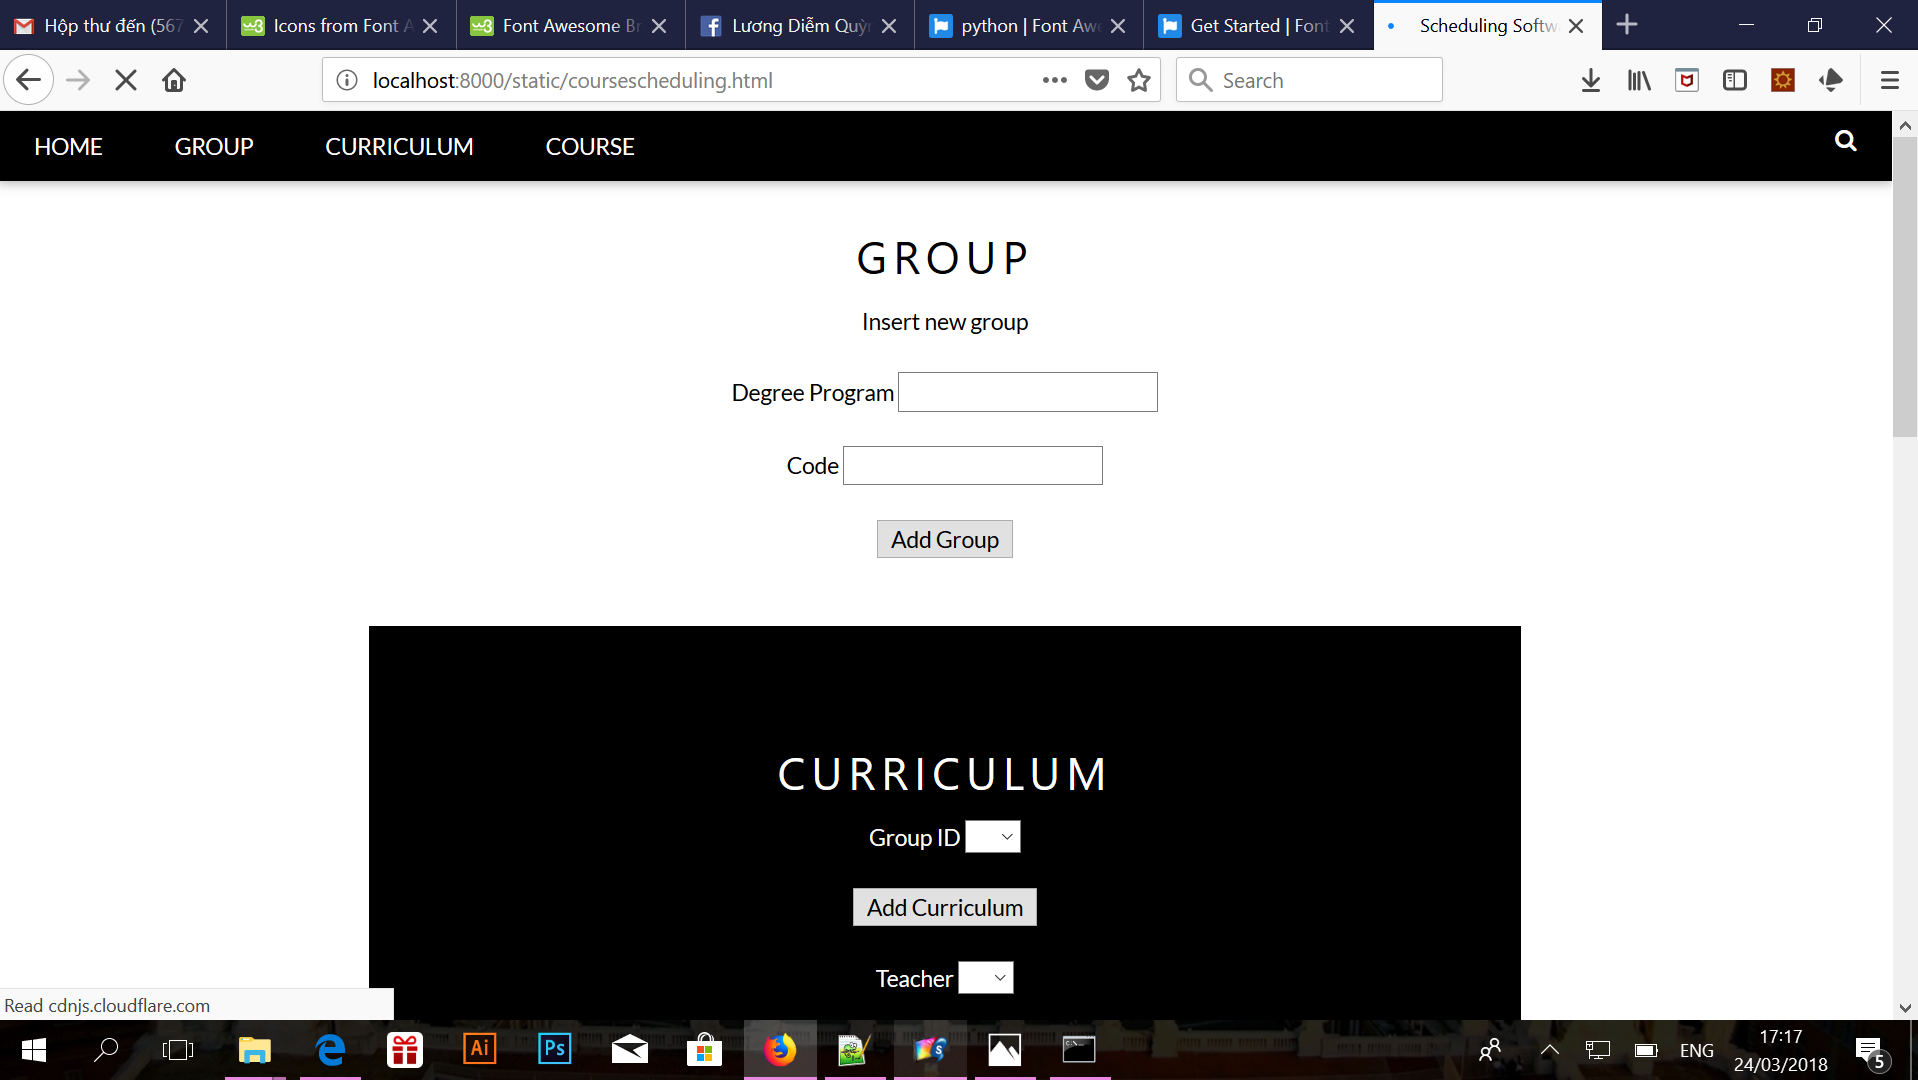 Hộp thư đến (567
Icons from Font A
Font Awesome Br
Lương Diễm Quỳn
python | Font Awe
Get Started | Font
Scheduling Softw
localhost:8000/static/coursescheduling.html
Search
HOME GROUP CURRICULUM COURSE
GROUP
Insert new group
Degree Program
Code
Add Group
CURRICULUM
Group ID
Add Curriculum
Teacher
Read cdnjs.cloudflare.com
Ai
Ps
ENG
17:17
24/03/2018
5